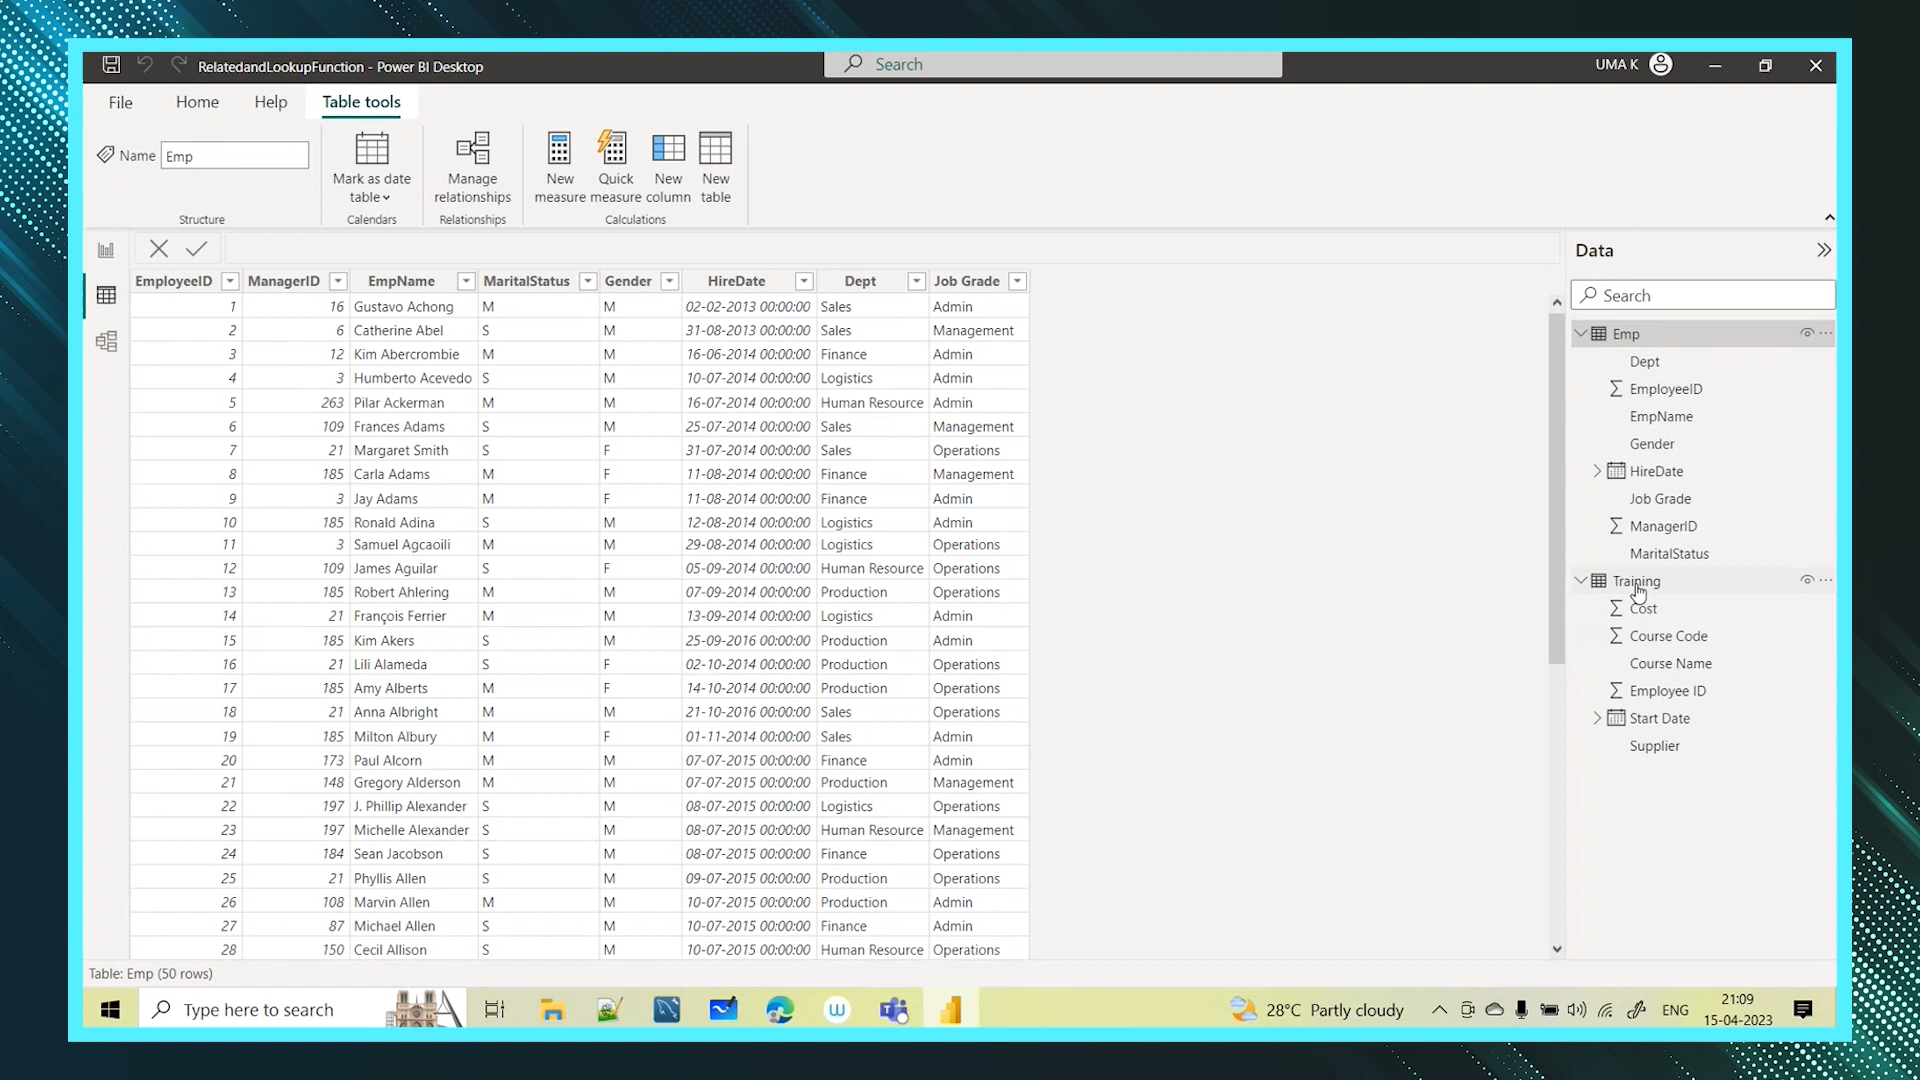 RelatedandLookupFunction - Power BI Desktop
Search
UMA K
File Home Help Table tools
Name Emp
Mark as date table
Manage relationships
New measure
Quick measure
New column
New table
Structure Calendars Relationships Calculations
Data
Search
EmployeeID ManagerID EmpName MaritalStatus Gender HireDate Dept Job Grade
1 16 Gustavo Achong M M 02-02-2013 00:00:00 Sales Admin
2 6 Catherine Abel S M 31-08-2013 00:00:00 Sales Management
3 12 Kim Abercrombie M M 16-06-2014 00:00:00 Finance Admin
4 3 Humberto Acevedo S M 10-07-2014 00:00:00 Logistics Admin
5 263 Pilar Ackerman M M 16-07-2014 00:00:00 Human Resource Admin
6 109 Frances Adams S M 25-07-2014 00:00:00 Sales Management
7 21 Margaret Smith S F 31-07-2014 00:00:00 Sales Operations
8 185 Carla Adams M F 11-08-2014 00:00:00 Finance Management
9 3 Jay Adams M F 11-08-2014 00:00:00 Finance Admin
10 185 Ronald Adina S M 12-08-2014 00:00:00 Logistics Admin
11 3 Samuel Agcaoili M M 29-08-2014 00:00:00 Logistics Operations
12 109 James Aguilar S F 05-09-2014 00:00:00 Human Resource Operations
13 185 Robert Ahlering M M 07-09-2014 00:00:00 Production Operations
14 21 François Ferrier M M 13-09-2014 00:00:00 Logistics Admin
15 185 Kim Akers S M 25-09-2016 00:00:00 Production Admin
16 21 Lili Alameda S F 02-10-2014 00:00:00 Production Operations
17 185 Amy Alberts M F 14-10-2014 00:00:00 Production Operations
18 21 Anna Albright M M 21-10-2016 00:00:00 Sales Operations
19 185 Milton Albury M F 01-11-2014 00:00:00 Sales Admin
20 173 Paul Alcorn M M 07-07-2015 00:00:00 Finance Admin
21 148 Gregory Alderson M M 07-07-2015 00:00:00 Production Management
22 197 J. Phillip Alexander S M 08-07-2015 00:00:00 Logistics Operations
23 197 Michelle Alexander S M 08-07-2015 00:00:00 Human Resource Management
24 184 Sean Jacobson S M 08-07-2015 00:00:00 Finance Operations
25 21 Phyllis Allen S M 09-07-2015 00:00:00 Production Operations
26 108 Marvin Allen M M 10-07-2015 00:00:00 Production Admin
27 87 Michael Allen S M 10-07-2015 00:00:00 Finance Admin
28 150 Cecil Allison S M 10-07-2015 00:00:00 Human Resource Operations
Emp
Dept
EmployeeID
EmpName
Gender
HireDate
Job Grade
ManagerID
MaritalStatus
Training
Cost
Course Code
Course Name
Employee ID
Start Date
Supplier
Table: Emp (50 rows)
Type here to search
28°C Partly cloudy
ENG
21:09
15-04-2023